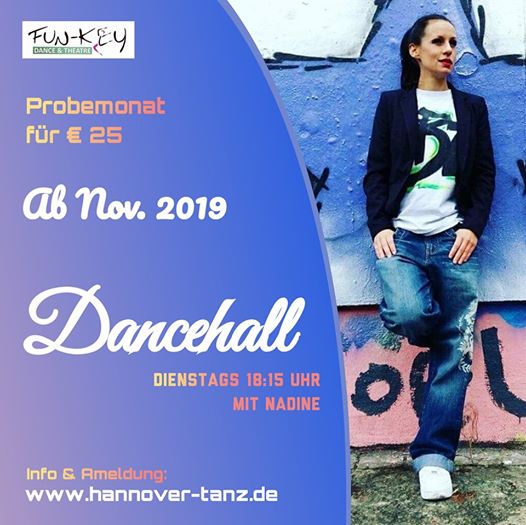 FUN-KEY
DANCE & THEATRE
Probemonat
für € 25
Ab Nov. 2019
Dancehall
DIENSTAGS 18:15 UHR
MIT NADINE
Info & Ameldung:
www.hannover-tanz.de